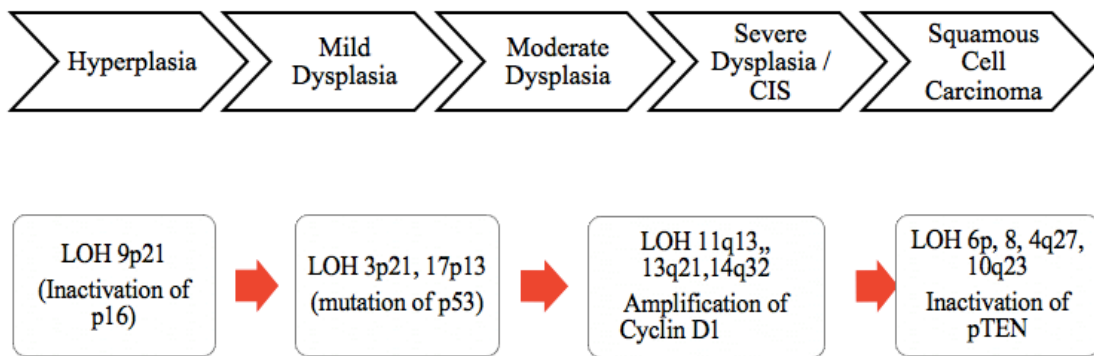 Hyperplasia
Mild
Dysplasia
Moderate
Dysplasia
Severe
Dysplasia /
CIS
Squamous
Cell
Carcinoma
LOH 9p21
(Inactivation of
p16)
LOH 3p21, 17p13
(mutation of p53)
LOH 11q13,,
13q21,14q32
Amplification of
Cyclin D1
LOH 6p, 8, 4q27,
10q23
Inactivation of
pTEN